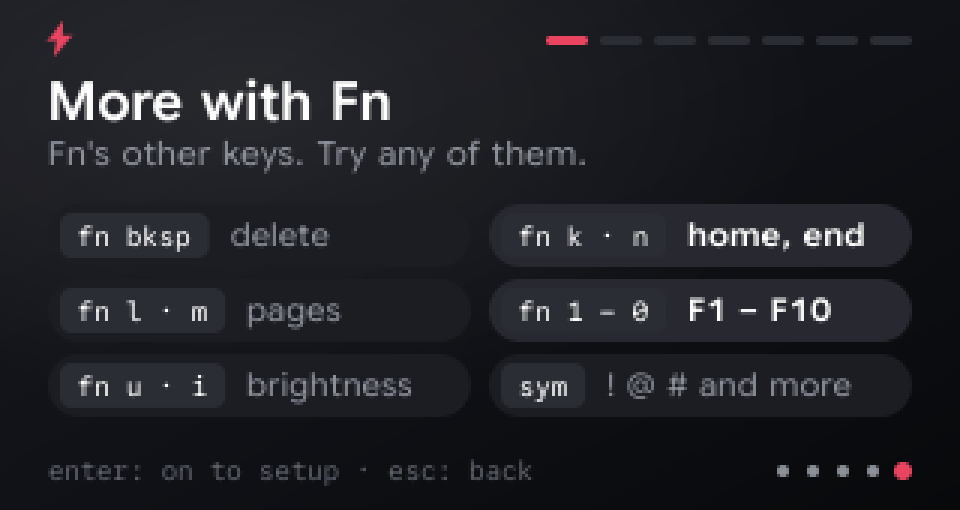 More with Fn
Fn's other keys. Try any of them.
fn bksp delete
fn k · n home, end
fn l · m pages
fn 1 – 0 F1 – F10
fn u · i brightness
sym ! @ # and more
enter: on to setup · esc: back